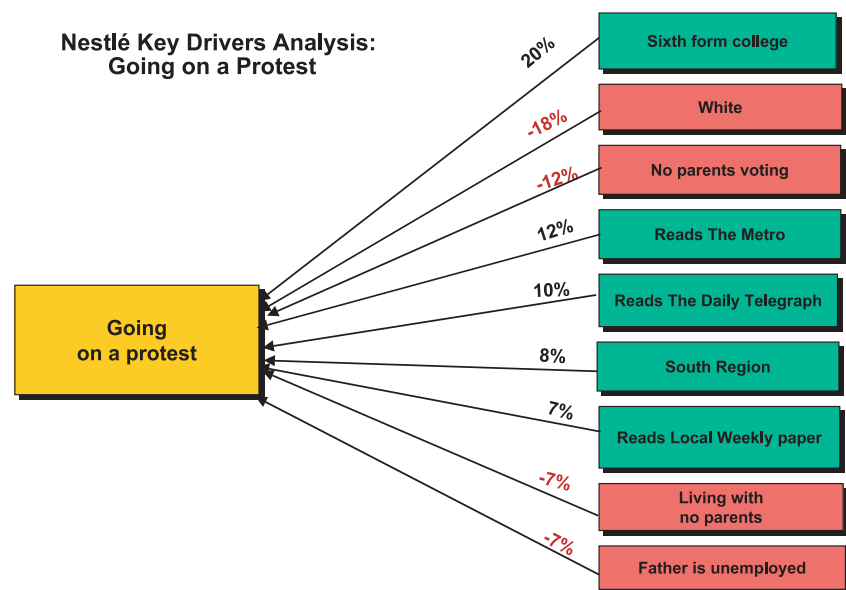 Nestlé Key Drivers Analysis:
Going on a Protest
20%
Sixth form college
-18%
White
-12%
No parents voting
12%
Reads The Metro
10%
Reads The Daily Telegraph
Going
on a protest
8%
South Region
7%
Reads Local Weekly paper
-7%
Living with
no parents
-7%
Father is unemployed